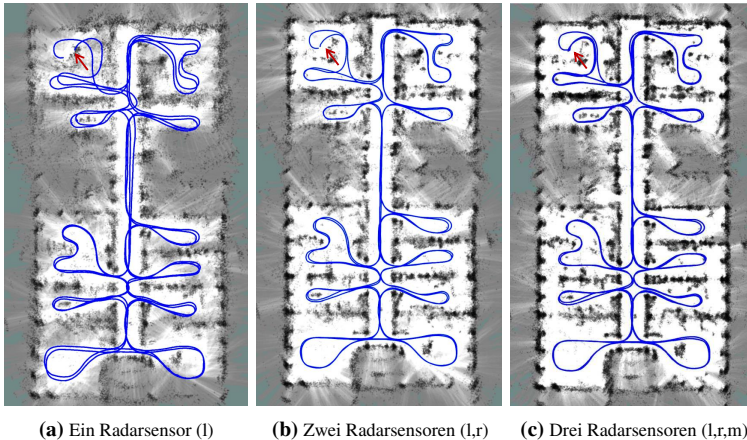 (a) Ein Radarsensor (l)
(b) Zwei Radarsensoren (l,r)
(c) Drei Radarsensoren (l,r,m)